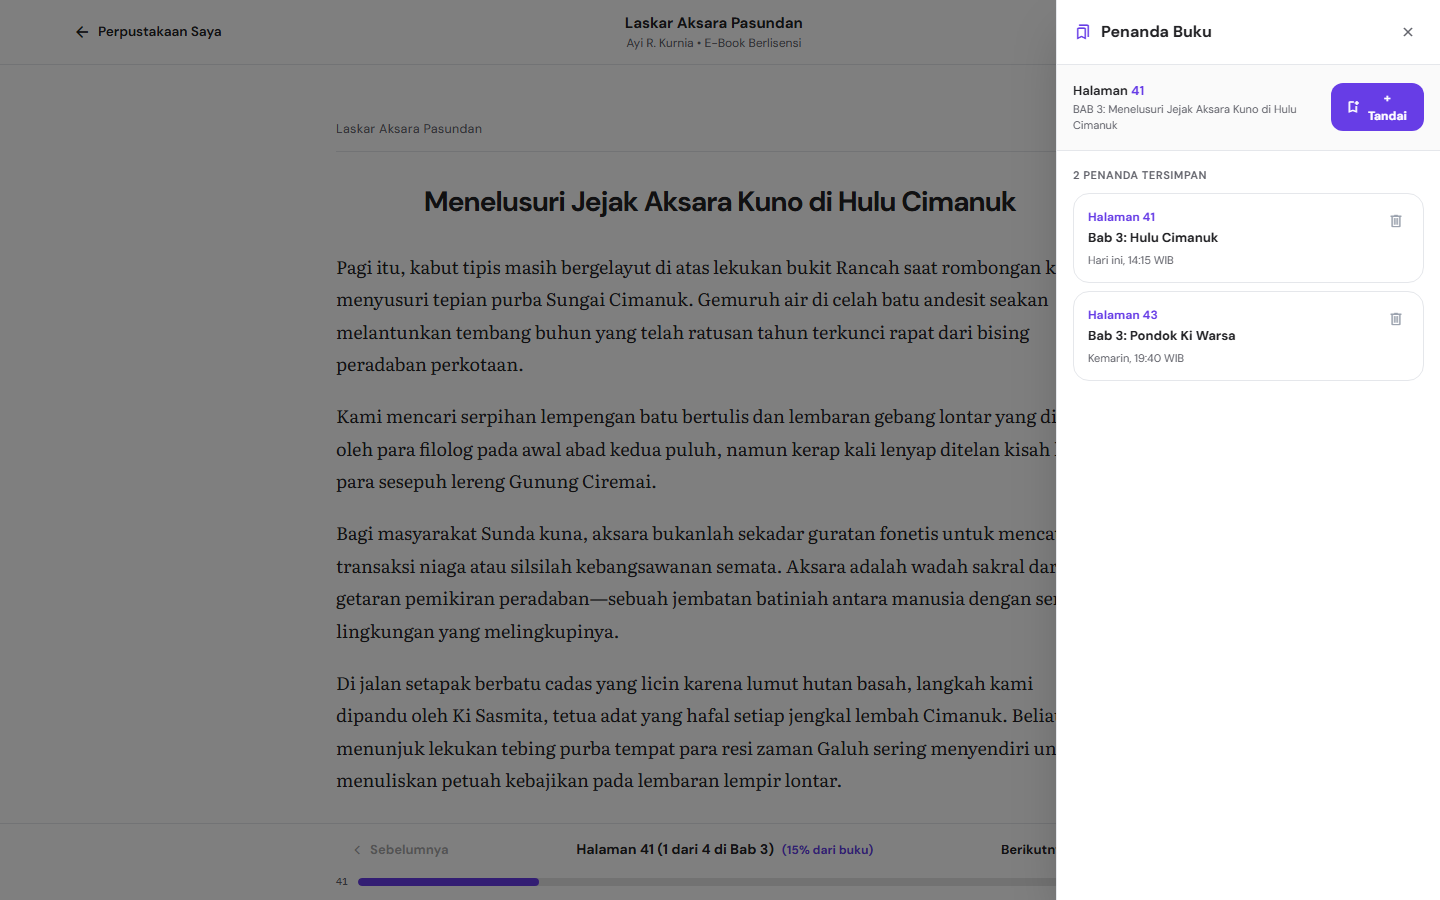 Perpustakaan Saya
Laskar Aksara Pasundan
Ayi R. Kurnia • E-Book Berlisensi
Laskar Aksara Pasundan
Menelusuri Jejak Aksara Kuno di Hulu Cimanuk
Pagi itu, kabut tipis masih bergelayut di atas lekukan bukit Rancah saat rombongan
menyusuri tepian purba Sungai Cimanuk. Gemuruh air di celah batu andesit seakan
melantunkan tembang buhun yang telah ratusan tahun terkunci rapat dari bising
peradaban perkotaan.
Kami mencari serpihan lempengan batu bertulis dan lembaran gebang lontar yang
oleh para filolog pada awal abad kedua puluh, namun kerap kali lenyap ditelan kisah
para sesepuh lereng Gunung Ciremai.
Bagi masyarakat Sunda kuna, aksara bukanlah sekadar guratan fonetis untuk
transaksi niaga atau silsilah kebangsawanan semata. Aksara adalah wadah sakral
getaran pemikiran peradaban—sebuah jembatan batiniah antara manusia dengan
lingkungan yang melingkupinya.
Di jalan setapak berbatu cadas yang licin karena lumut hutan basah, langkah kami
dipandu oleh Ki Sasmita, tetua adat yang hafal setiap jengkal lembah Cimanuk.
menunjuk lekukan tebing purba tempat para resi zaman Galuh sering menyendiri
menuliskan petuah kebajikan pada lembaran lempir lontar.
Sebelumnya
Halaman 41 (1 dari 4 di Bab 3) (15% dari buku)
41
Penanda Buku
Halaman 41
BAB 3: Menelusuri Jejak Aksara Kuno di Hulu
Cimanuk
+
Tandai
2 PENANDA TERSIMPAN
Halaman 41
Bab 3: Hulu Cimanuk
Hari ini, 14:15 WIB
Halaman 43
Bab 3: Pondok Ki Warsa
Kemarin, 19:40 WIB